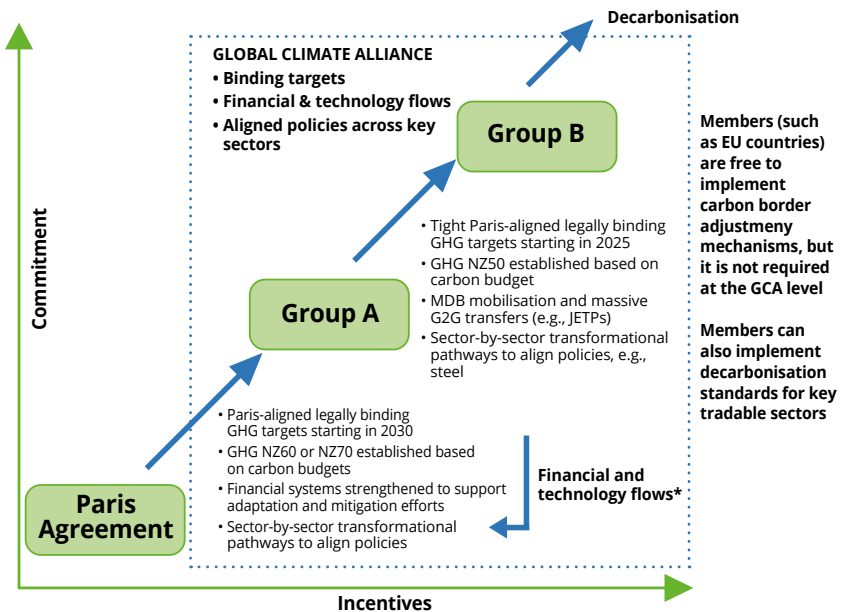 Decarbonisation
GLOBAL CLIMATE ALLIANCE
• Binding targets
• Financial & technology flows
• Aligned policies across key
sectors
Group B
Members (such
as EU countries)
are free to
implement
carbon border
adjustmeny
mechanisms, but
it is not required
at the GCA level
Members can
also implement
decarbonisation
standards for key
tradable sectors
• Tight Paris-aligned legally binding
GHG targets starting in 2025
• GHG NZ50 established based on
carbon budget
• MDB mobilisation and massive
G2G transfers (e.g., JETPs)
• Sector-by-sector transformational
pathways to align policies, e.g.,
steel
Group A
• Paris-aligned legally binding
GHG targets starting in 2030
• GHG NZ60 or NZ70 established based
on carbon budgets
• Financial systems strengthened to support
adaptation and mitigation efforts
• Sector-by-sector transformational
pathways to align policies
Financial and
technology flows*
Paris
Agreement
Commitment
Incentives